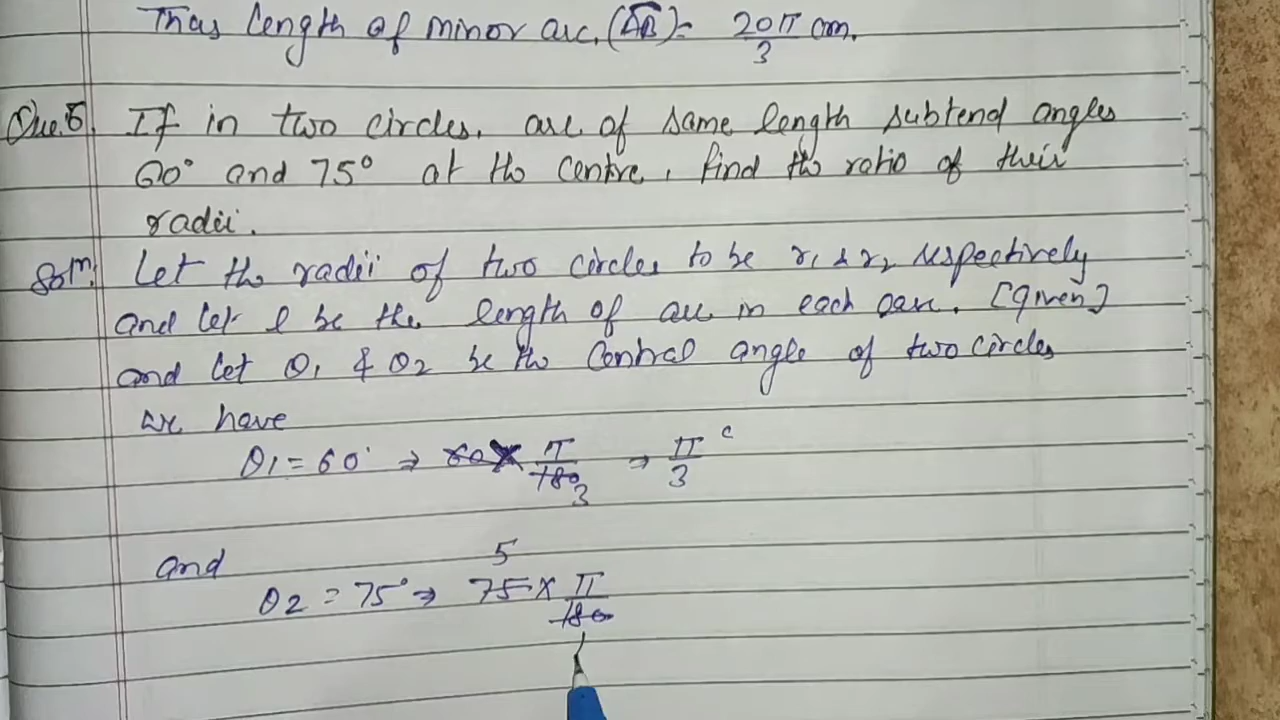 Thus length of minor arc. (AB) = 20π/3 cm.
Que.5 If in two circles, arc of same length subtend angles
60° and 75° at the centre, find the ratio of their
radii.
Solⁿ: Let the radii of two circles to be r₁ & r₂ respectively
and let l be the length of arc in each case. [given]
and let θ₁ & θ₂ be the central angle of two circles
we have
θ₁ = 60° ⇒ 60 × π/180 3 ⇒ π/3 ᶜ
and
5
θ₂ = 75° ⇒ 75 × π/180